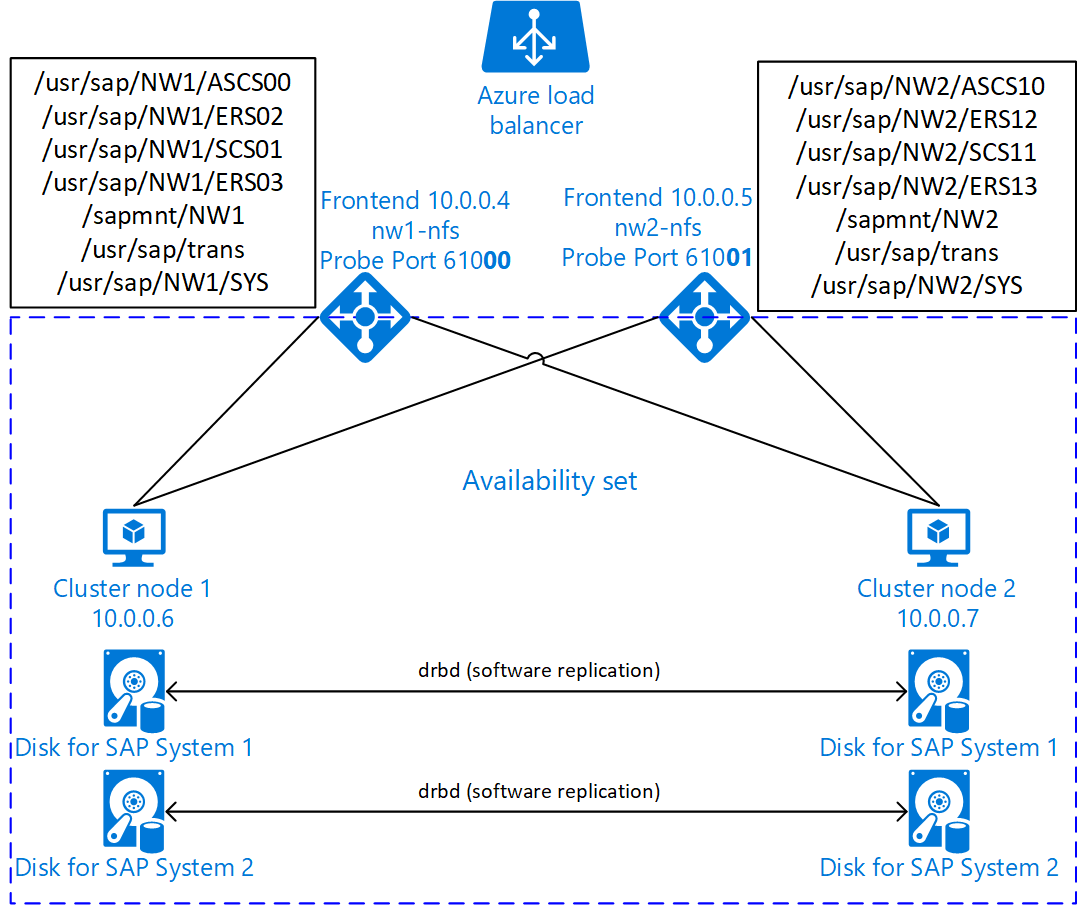 Azure load
balancer
/usr/sap/NW1/ASCS00
/usr/sap/NW1/ERS02
/usr/sap/NW1/SCS01
/usr/sap/NW1/ERS03
/sapmnt/NW1
/usr/sap/trans
/usr/sap/NW1/SYS
Frontend 10.0.0.4
nw1-nfs
Probe Port 61000
Frontend 10.0.0.5
nw2-nfs
Probe Port 61001
/usr/sap/NW2/ASCS10
/usr/sap/NW2/ERS12
/usr/sap/NW2/SCS11
/usr/sap/NW2/ERS13
/sapmnt/NW2
/usr/sap/trans
/usr/sap/NW2/SYS
Availability set
Cluster node 1
10.0.0.6
Cluster node 2
10.0.0.7
drbd (software replication)
Disk for SAP System 1
Disk for SAP System 1
drbd (software replication)
Disk for SAP System 2
Disk for SAP System 2